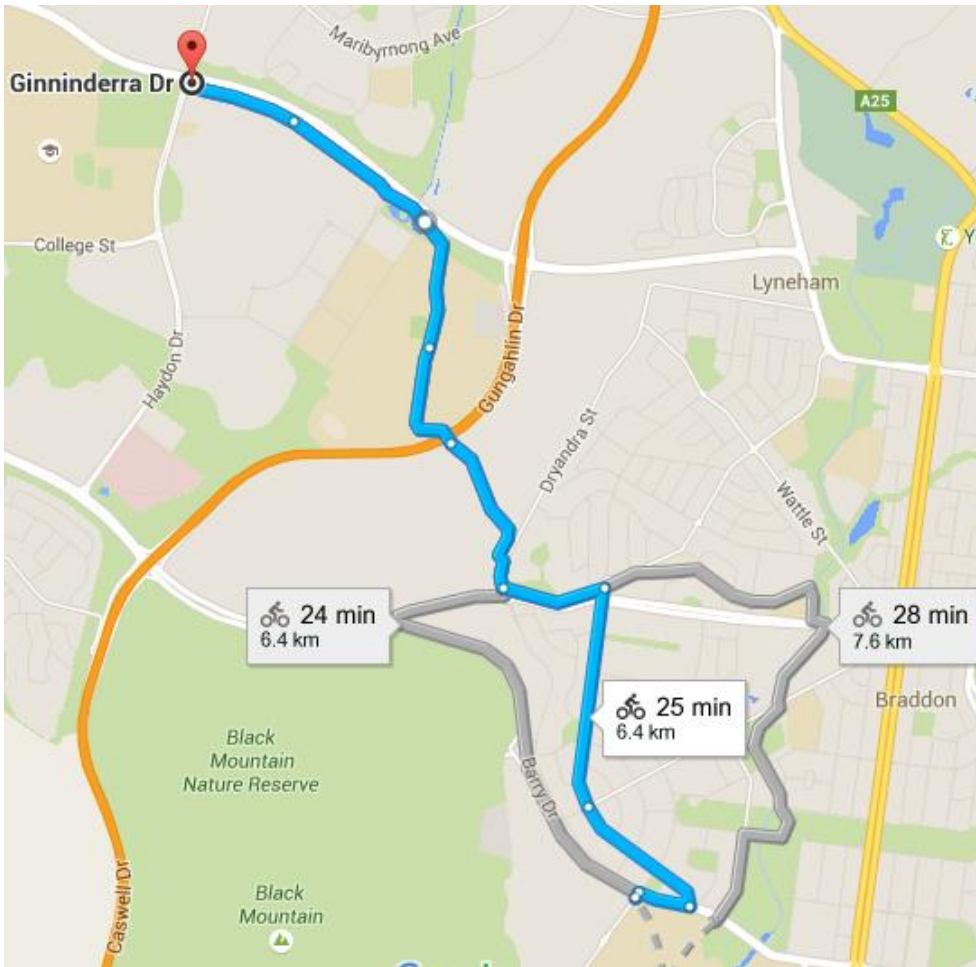 Maribyrnong Ave
Ginninderra Dr
A25
College St
Y
Lyneham
Haydon Dr
Gungahlin Dr
Dryandra St
Wattle St
24 min
6.4 km
28 min
7.6 km
25 min
6.4 km
Braddon
Black
Mountain
Nature Reserve
Barry Dr
Caswell Dr
Black
Mountain